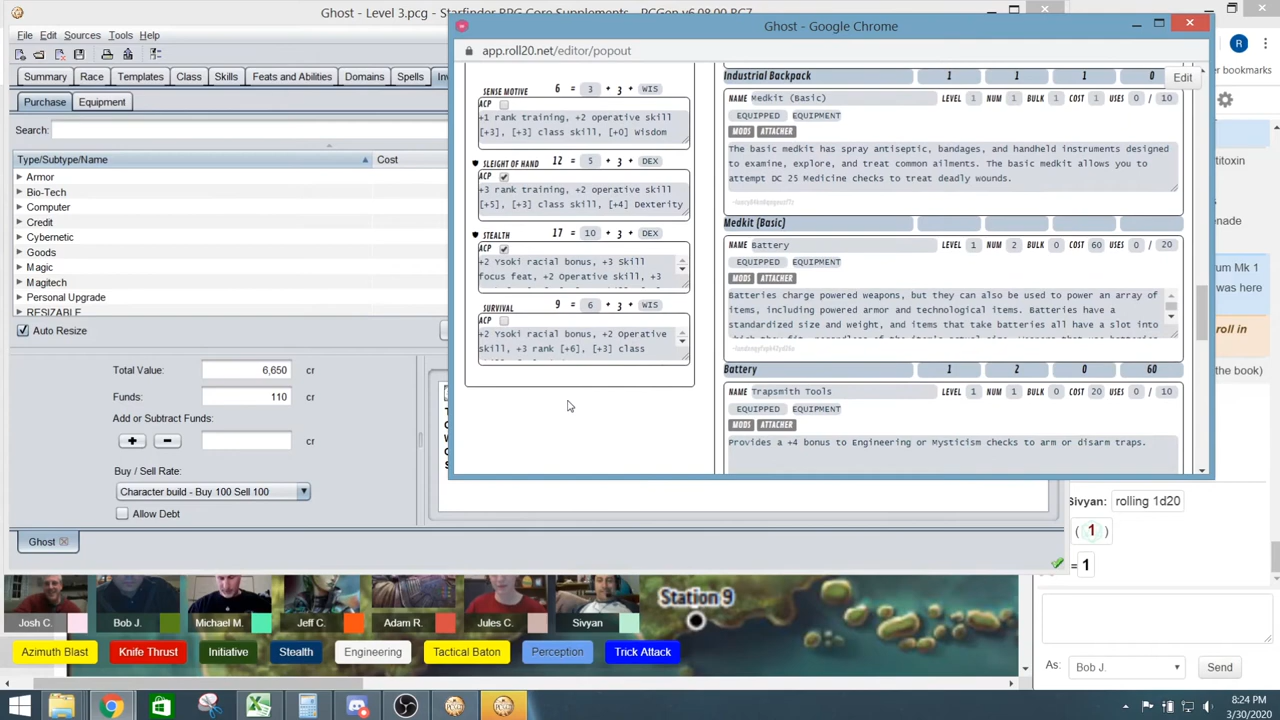 Ghost - Level 3.pcg - Starfinder RPG Core Supplements - PCGen v6.08.00 RC7
Ghost - Google Chrome
app.roll20.net/editor/popout
File Edit Sources Tools Help
Summary Race Templates Class Skills Feats and Abilities Domains Spells
Purchase Equipment
Search:
Type/Subtype/Name Cost
Armor
Bio-Tech
Computer
Credit
Cybernetic
Goods
Magic
Magitech
Personal Upgrade
RESIZABLE
Auto Resize
Total Value: 6,650 cr
Funds: 110 cr
Add or Subtract Funds:
+ - cr
Buy / Sell Rate:
Character build - Buy 100 Sell 100
Allow Debt
Ghost
SENSE MOTIVE 6 = 3 + 3 + WIS
ACP
+1 rank training, +2 operative skill
[+3], [+3] class skill, [+0] wisdom
SLEIGHT OF HAND 12 = 5 + 3 + DEX
ACP
+3 rank training, +2 operative skill
[+5], [+3] class skill, [+4] Dexterity
STEALTH 17 = 10 + 3 + DEX
ACP
+2 Ysoki racial bonus, +3 Skill
focus feat, +2 Operative skill, +3
SURVIVAL 9 = 6 + 3 + WIS
ACP
+2 Ysoki racial bonus, +2 Operative
skill, +3 rank [+6], [+3] class
Industrial Backpack 1 1 1 0
Edit
NAME Medkit (Basic) LEVEL 1 NUM 1 BULK 1 COST 1 USES 0 / 10
EQUIPPED EQUIPMENT
MODS ATTACHER
The basic medkit has spray antiseptic, bandages, and handheld instruments designed
to examine, explore, and treat common ailments. The basic medkit allows you to
attempt DC 25 Medicine checks to treat deadly wounds.
Medkit (Basic)
NAME Battery LEVEL 1 NUM 2 BULK 0 COST 60 USES 0 / 20
EQUIPPED EQUIPMENT
MODS ATTACHER
Batteries charge powered weapons, but they can also be used to power an array of
items, including powered armor and technological items. Batteries have a
standardized size and weight, and items that take batteries all have a slot into
Battery 1 2 0 60
NAME Trapsmith Tools LEVEL 1 NUM 1 BULK 0 COST 20 USES 0 / 10
EQUIPPED EQUIPMENT
MODS ATTACHER
Provides a +4 bonus to Engineering or Mysticism checks to arm or disarm traps.
R
r bookmarks
titoxin
enade
um Mk 1
was here
roll in
the book)
Sivyan: rolling 1d20
(1)
= 1
As: Bob J. Send
Josh C. Bob J. Michael M. Jeff C. Adam R. Jules C. Sivyan
Station 9
Azimuth Blast Knife Thrust Initiative Stealth Engineering Tactical Baton Perception Trick Attack
8:24 PM
3/30/2020